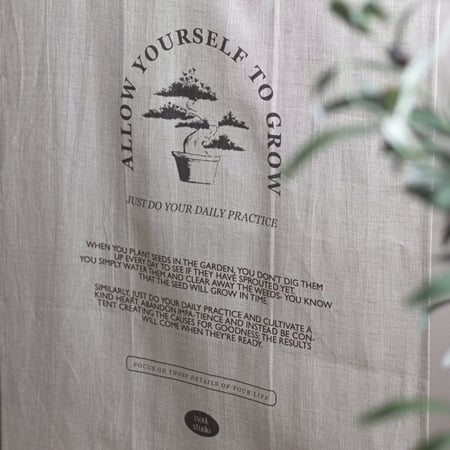 ALLOW YOURSELF TO GROW
JUST DO YOUR DAILY PRACTICE
WHEN YOU PLANT SEEDS IN THE GARDEN, YOU DON'T DIG THEM
UP EVERY DAY TO SEE IF THEY HAVE SPROUTED YET.
YOU SIMPLY WATER THEM AND CLEAR AWAY THE WEEDS- YOU KNOW
THAT THE SEED WILL GROW IN TIME.
SIMILARLY, JUST DO YOUR DAILY PRACTICE AND CULTIVATE A
KIND HEART. ABANDON IMPA-TIENCE AND INSTEAD BE CON-
TENT CREATING THE CAUSES FOR GOODNESS; THE RESULTS
WILL COME WHEN THEY'RE READY.
FOCUS ON THOSE DETAILS OF YOUR LIFE
studio